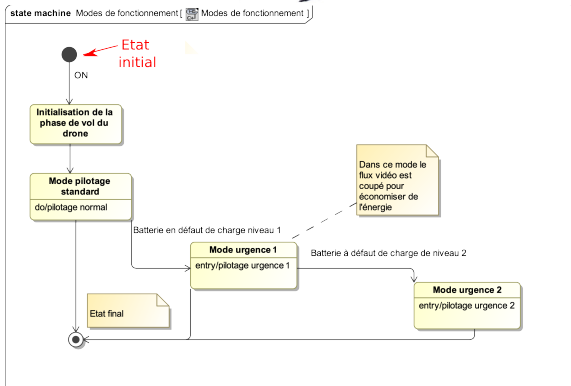 state machine Modes de fonctionnement [ Modes de fonctionnement ]
Etat
initial
ON
Initialisation de la
phase de vol du
drone
Mode pilotage
standard
do/pilotage normal
Dans ce mode le
flux vidéo est
coupé pour
économiser de
l'énergie
Batterie en défaut de charge niveau 1
Mode urgence 1
entry/pilotage urgence 1
Batterie à défaut de charge de niveau 2
Mode urgence 2
entry/pilotage urgence 2
Etat final